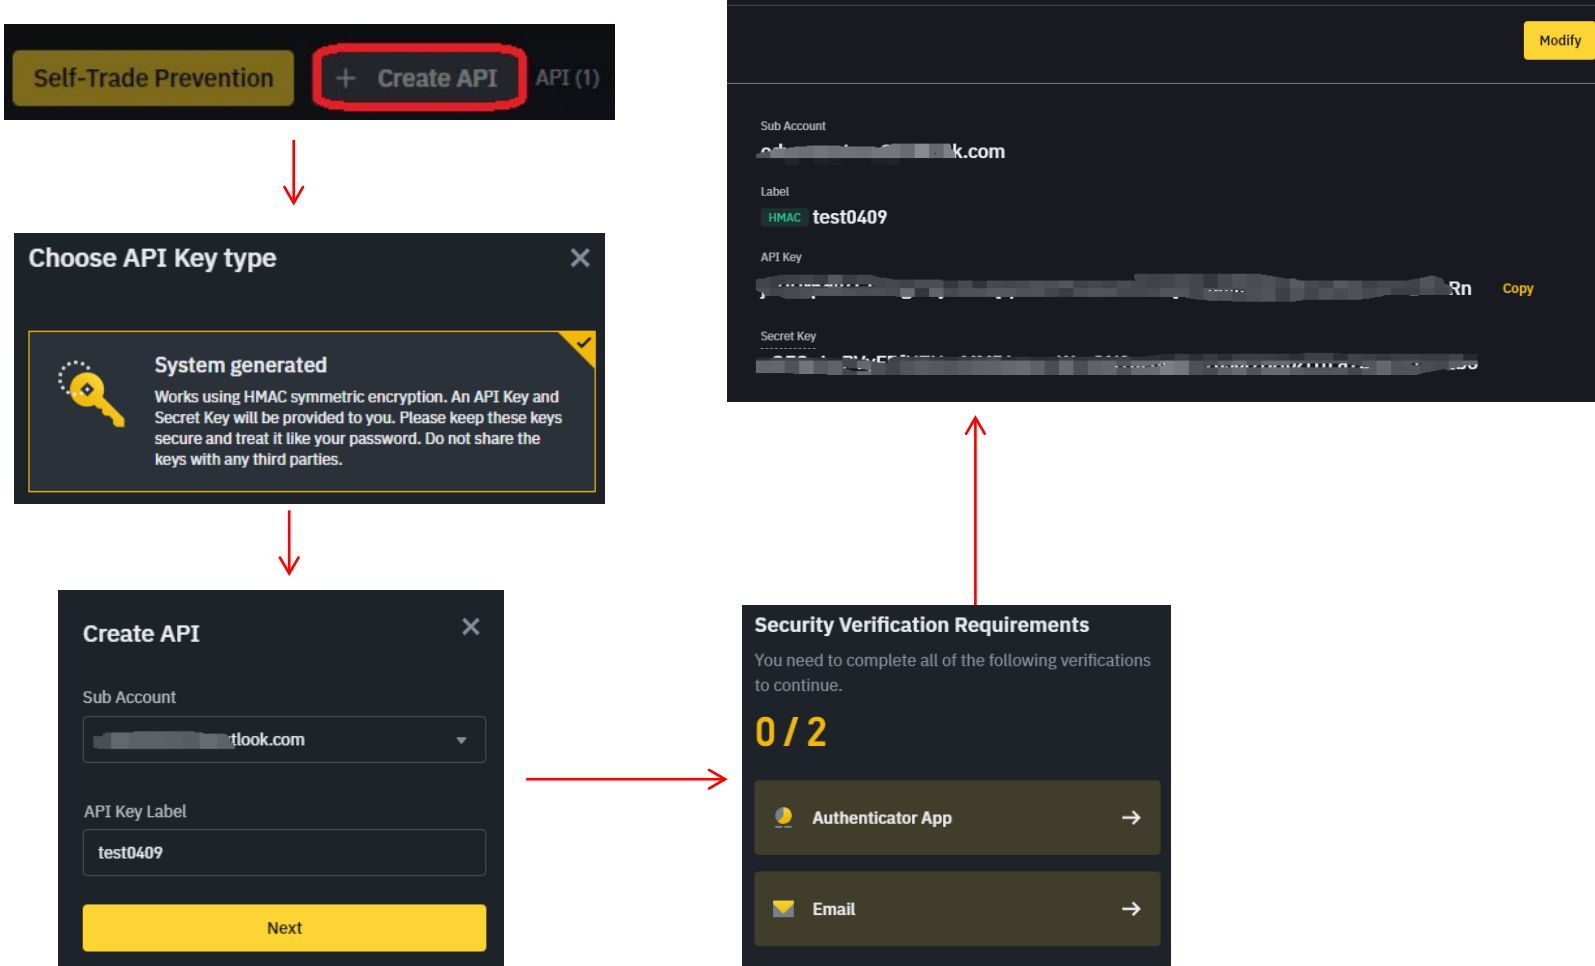 Self-Trade Prevention
+ Create API
API (1)
Choose API Key type
System generated
Works using HMAC symmetric encryption. An API Key and
Secret Key will be provided to you. Please keep these keys
secure and treat it like your password. Do not share the
keys with any third parties.
Create API
Sub Account
tlook.com
API Key Label
test0409
Next
Security Verification Requirements
You need to complete all of the following verifications
to continue.
0 / 2
Authenticator App
Email
Modify
Sub Account
k.com
Label
HMAC test0409
API Key
Rn
Copy
Secret Key